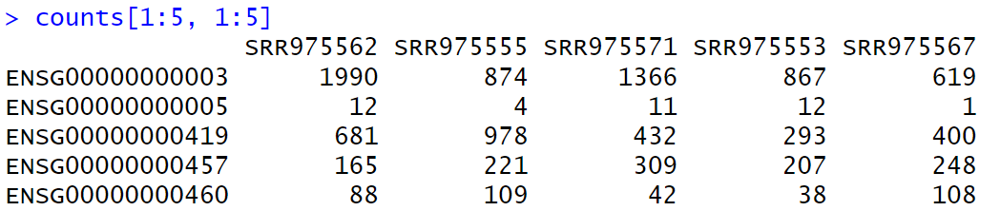 > counts[1:5, 1:5]
SRR975562 SRR975555 SRR975571 SRR975553 SRR975567
ENSG00000000003 1990 874 1366 867 619
ENSG00000000005 12 4 11 12 1
ENSG00000000419 681 978 432 293 400
ENSG00000000457 165 221 309 207 248
ENSG00000000460 88 109 42 38 108